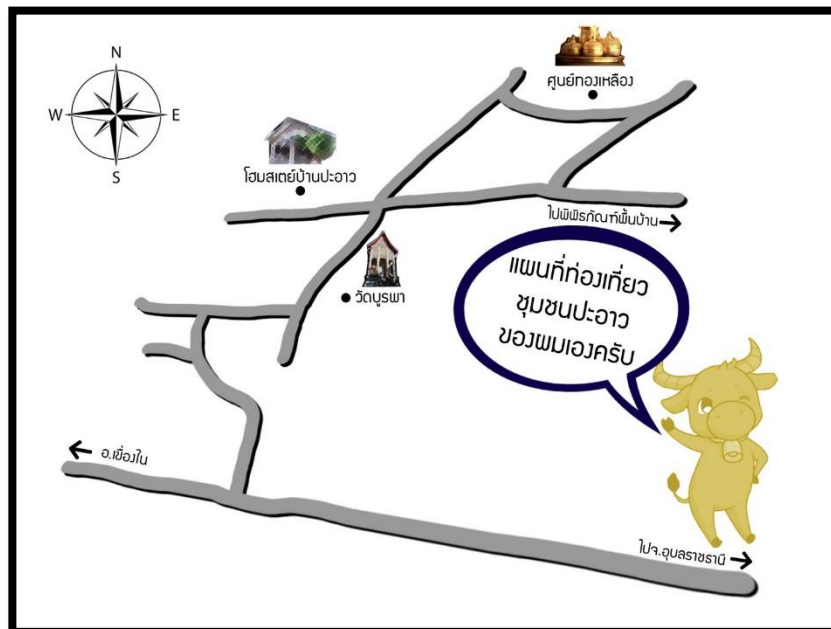 N
W
E
S
ศูนย์ทองเหลือง
โฮมสเตย์บ้านปะอาว
ไปพิพิธภัณฑ์พื้นบ้าน
วัดบูรพา
แผนที่ท่องเที่ยว
ชุมชนปะอาว
ของผมเองครับ
อ.เขื่องใน
ไปจ.อุบลราชธานี